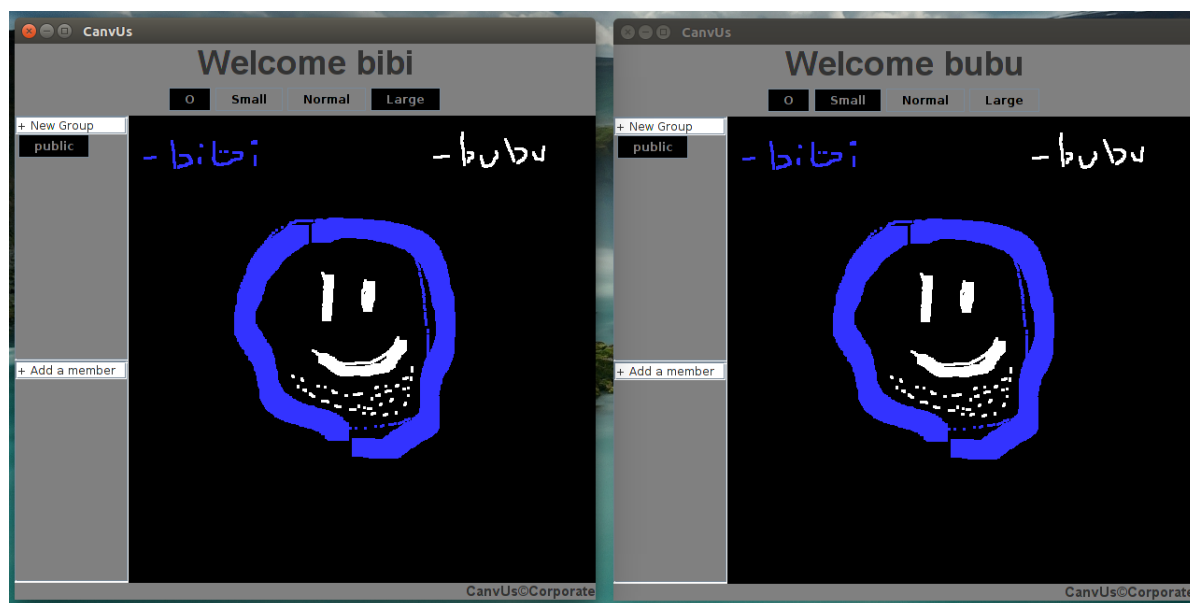 CanvUs
Welcome bibi
O Small Normal Large
+ New Group
public
- bibi - bubu
+ Add a member
CanvUs©Corporate
CanvUs
Welcome bubu
O Small Normal Large
+ New Group
public
- bibi - bubu
+ Add a member
CanvUs©Corporate